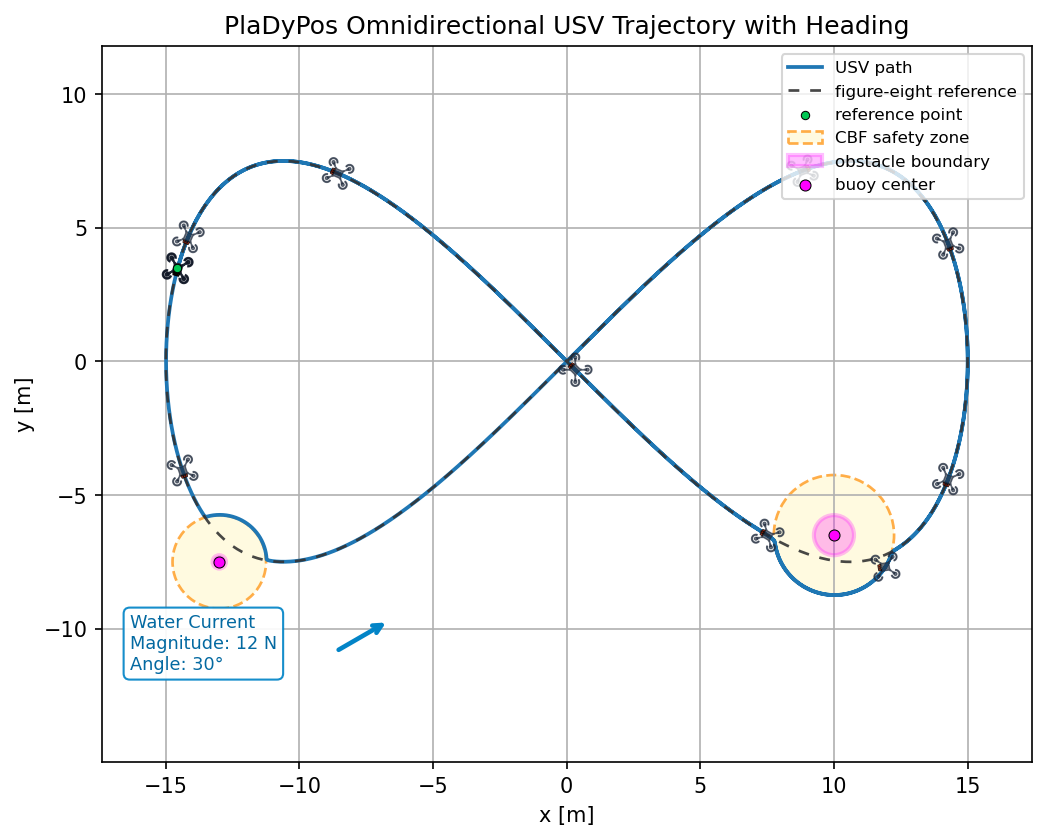 PlaDyPos Omnidirectional USV Trajectory with Heading
USV path
figure-eight reference
reference point
CBF safety zone
obstacle boundary
buoy center
y [m]
10
5
0
−5
−10
Water Current
Magnitude: 12 N
Angle: 30°
−15
−10
−5
0
5
10
15
x [m]